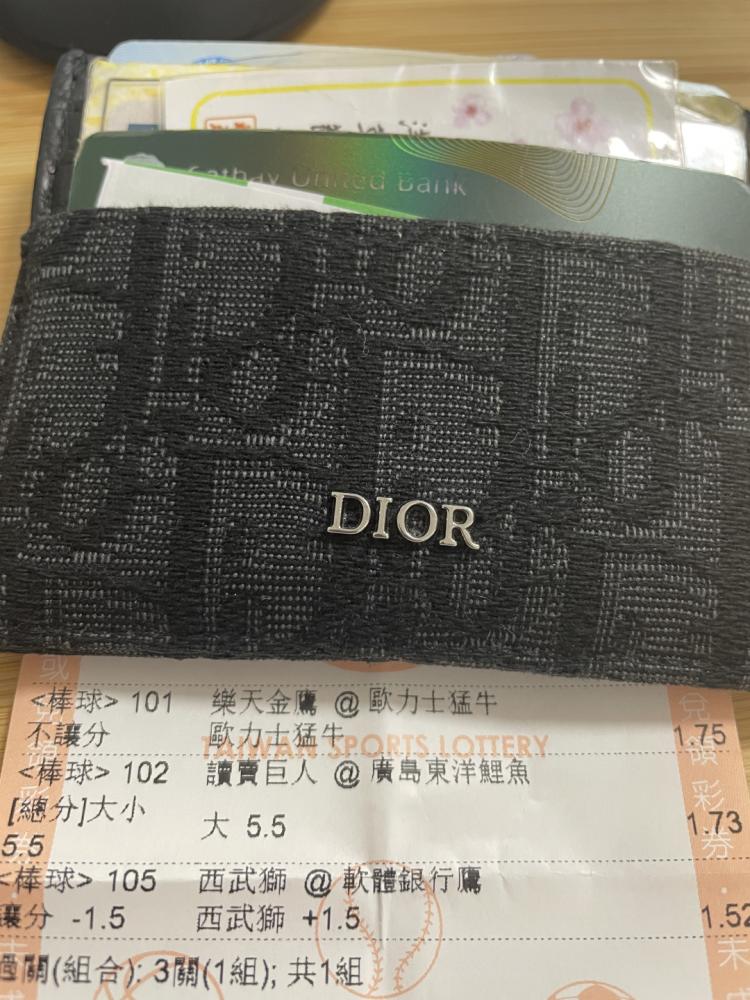 Cathay United Bank
DIOR
<棒球> 101 樂天金鷹 @ 歐力士猛牛
不讓分 歐力士猛牛 1.75
TAIWAN SPORTS LOTTERY
<棒球> 102 讀賣巨人 @ 廣島東洋鯉魚
[總分]大小 大 5.5 1.73
5.5
<棒球> 105 西武獅 @ 軟體銀行鷹
讓分 -1.5 西武獅 +1.5 1.52
過關(組合): 3關(1組); 共1組
兌領彩券